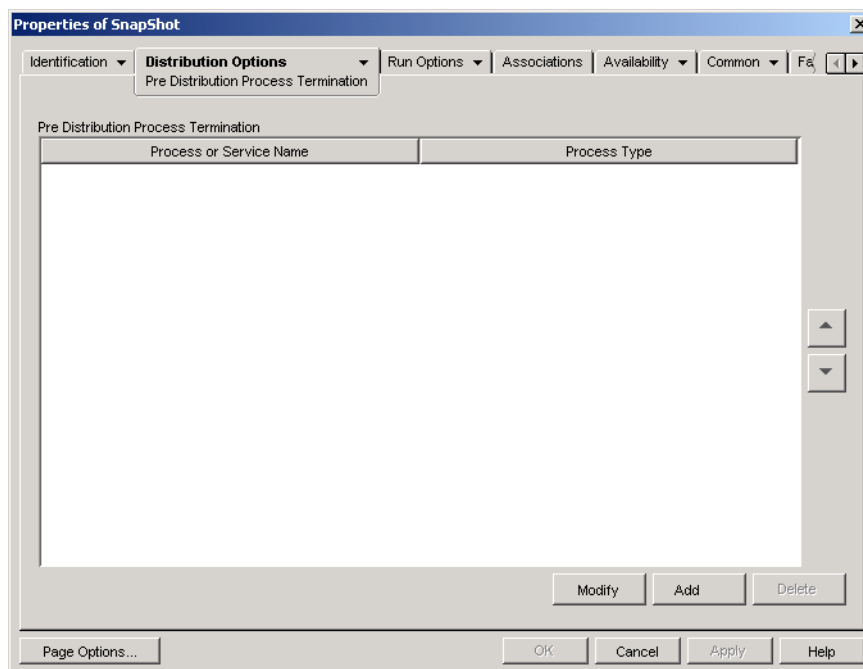 Properties of SnapShot
Identification Distribution Options Run Options Associations Availability Common
Pre Distribution Process Termination
Pre Distribution Process Termination
Process or Service Name Process Type
Modify Add Delete
Page Options... OK Cancel Apply Help